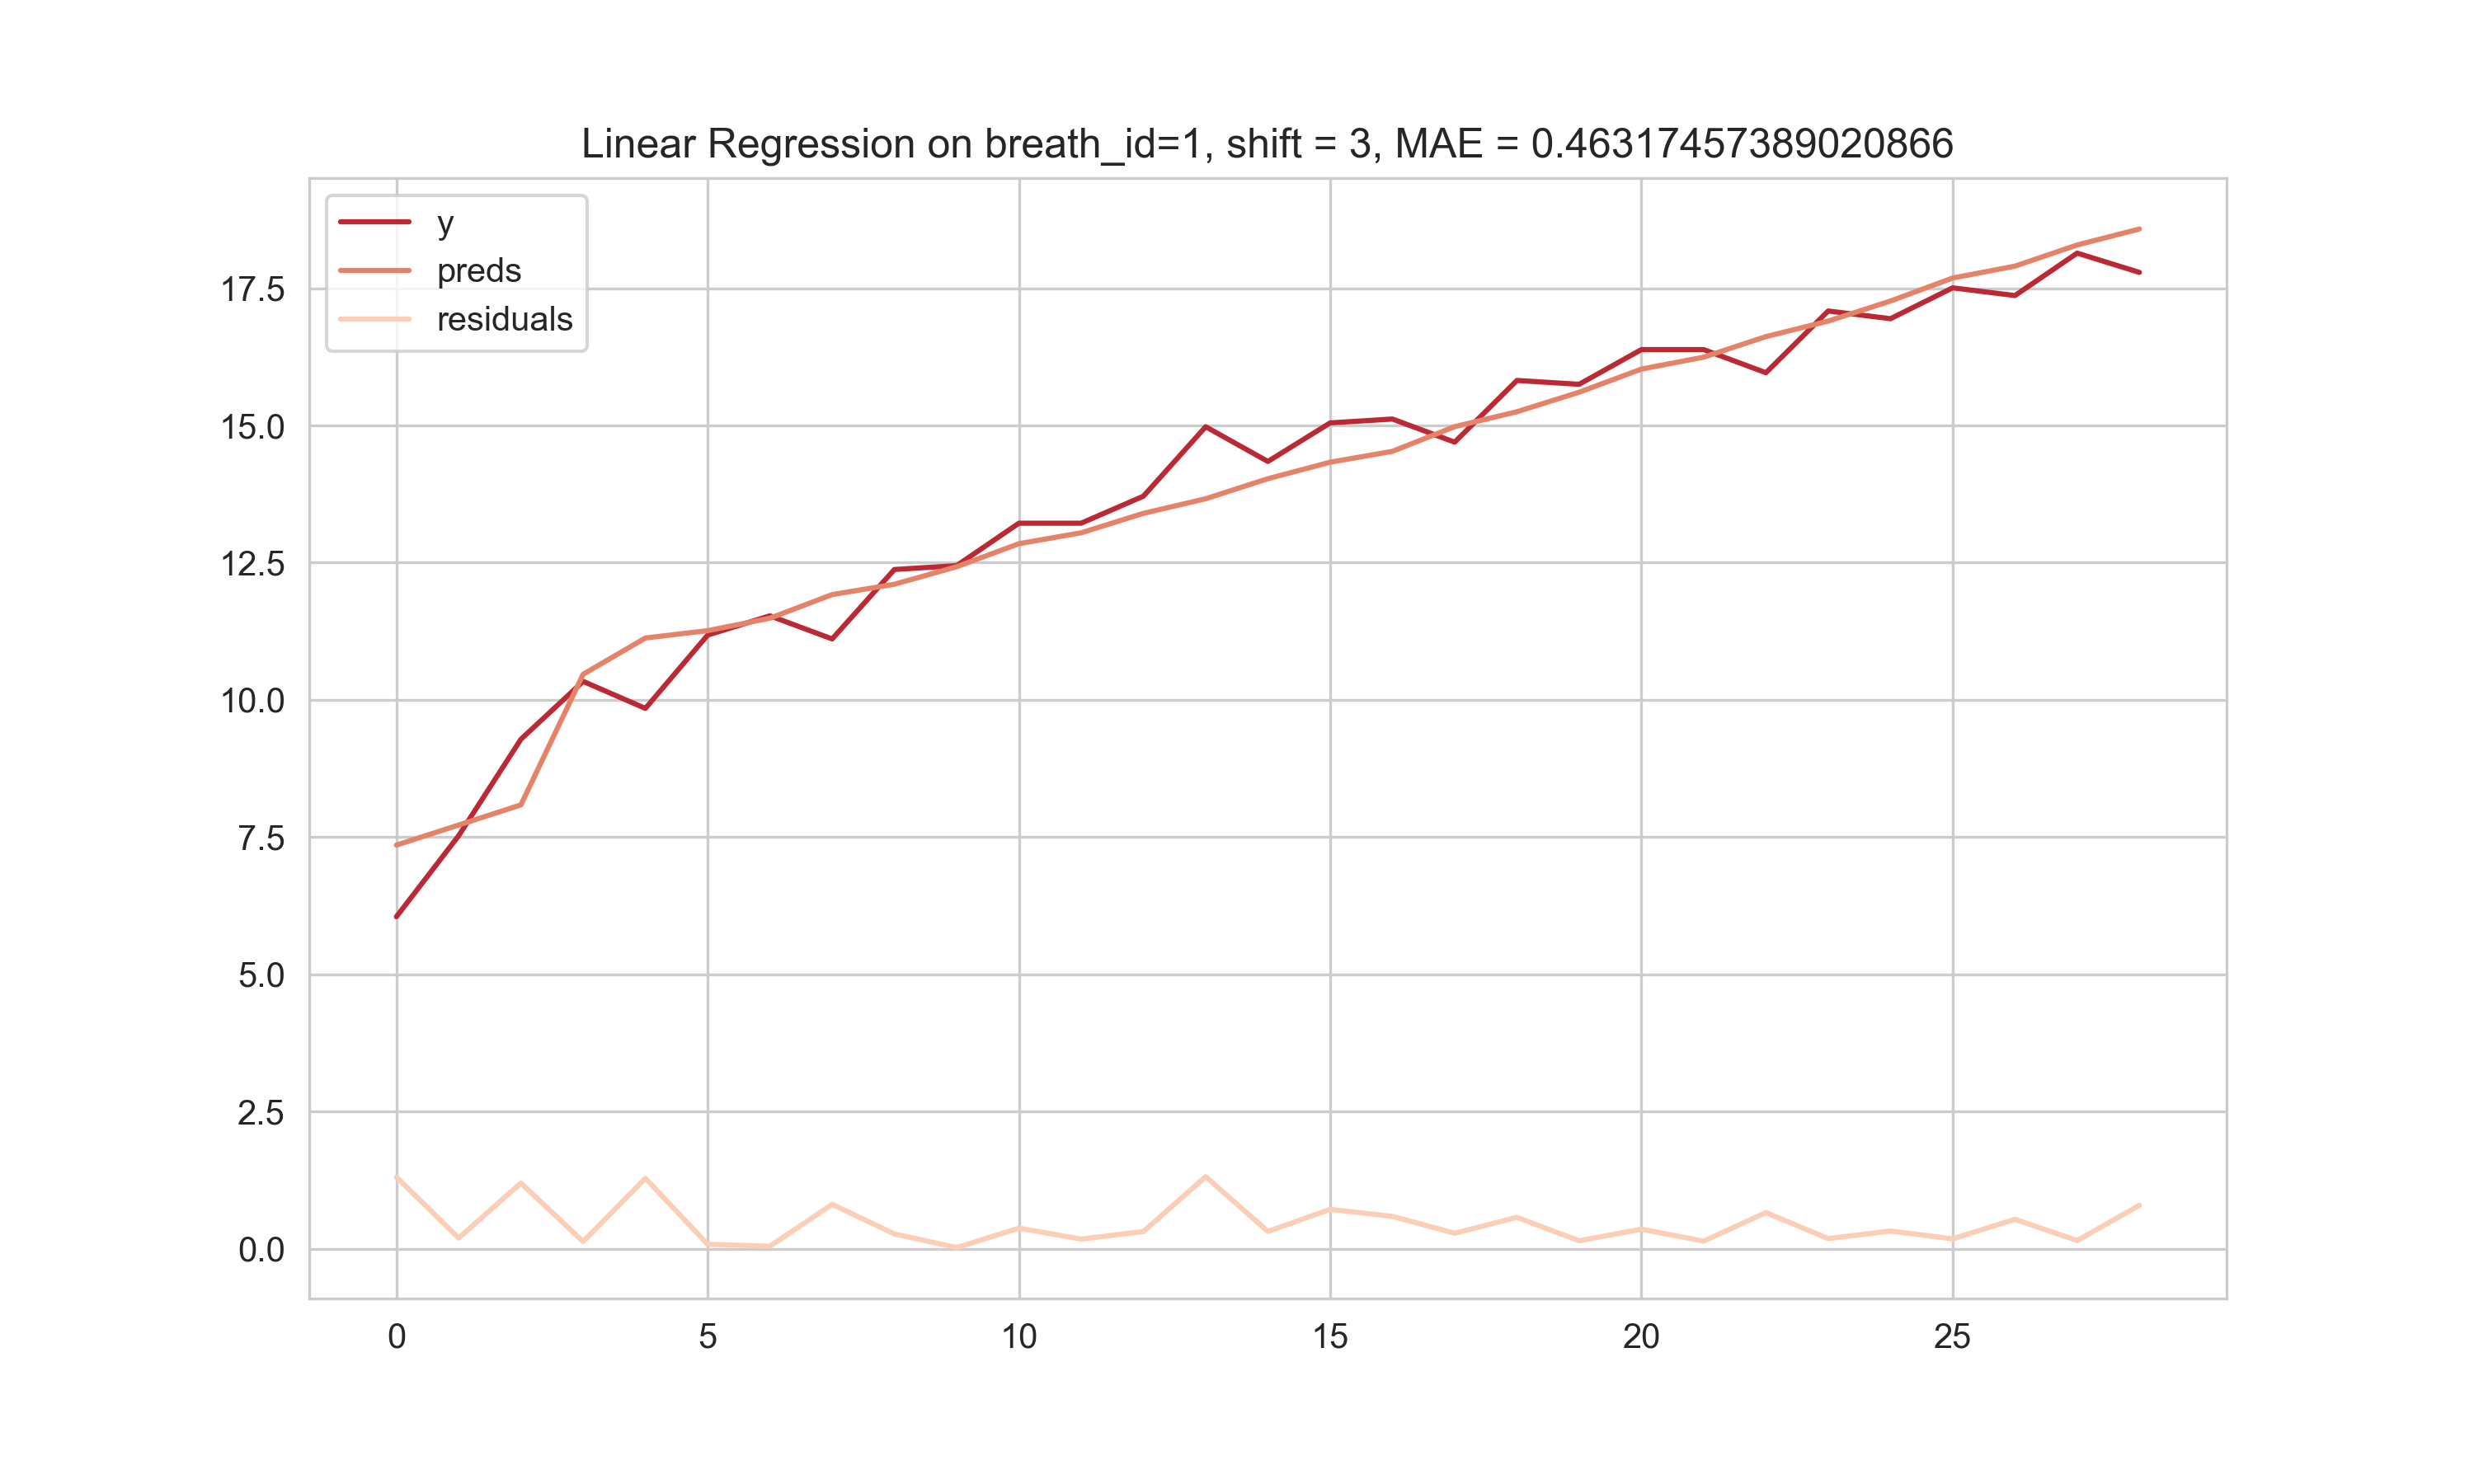 Linear Regression on breath_id=1, shift = 3, MAE = 0.46317457389020866
y
preds
residuals
17.5
15.0
12.5
10.0
7.5
5.0
2.5
0.0
0 5 10 15 20 25